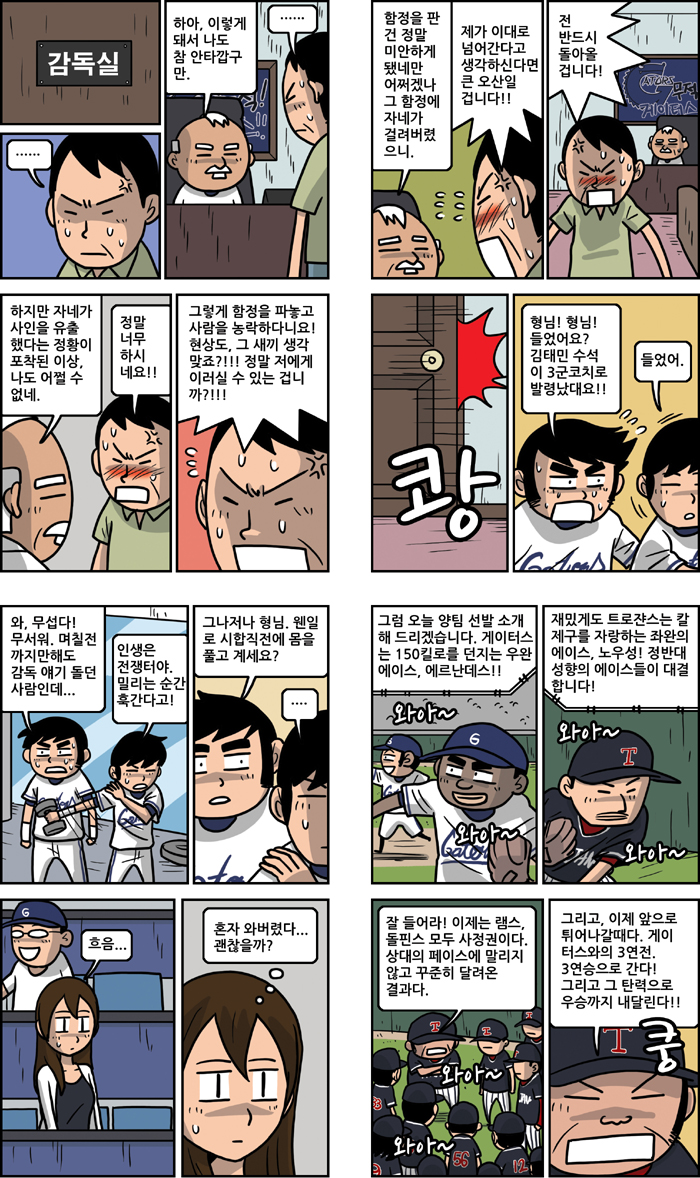 감독실
......
하아, 이렇게
돼서 나도
참 안타깝구
만.
......
하지만 자네가
사인을 유출
했다는 정황이
포착된 이상,
나도 어쩔 수
없네.
정말
너무
하시
네요!!
그렇게 함정을 파놓고
사람을 농락하다니요!
현상도, 그 새끼 생각
맞죠?!!! 정말 저에게
이러실 수 있는 겁니
까?!!!
함정을 판
건 정말
미안하게
됐네만
어쩌겠나
그 함정에
자네가
걸려버렸
으니.
제가 이대로
넘어간다고
생각하신다면
큰 오산일
겁니다!!
전
반드시
돌아올
겁니다!
GATORS
게이터스
쾅
형님! 형님!
들었어요?
김태민 수석
이 3군코치로
발령났대요!!
들었어.
Gators
와, 무섭다!
무서워. 며칠전
까지만해도
감독 얘기 돌던
사람인데...
인생은
전쟁터야.
밀리는 순간
훅간다고!
그나저나 형님. 웬일
로 시합직전에 몸을
풀고 계세요?
....
G
흐음...
혼자 와버렸다...
괜찮을까?
그럼 오늘 양팀 선발 소개
해 드리겠습니다. 게이터스
는 150킬로를 던지는 우완
에이스, 에르난데스!!
와아~
G
와아~
재밌게도 트로쟌스는 칼
제구를 자랑하는 좌완의
에이스, 노우성! 정반대
성향의 에이스들이 대결
합니다!
와아~
T
와아~
잘 들어라! 이제는 램스,
돌핀스 모두 사정권이다.
상대의 페이스에 말리지
않고 꾸준히 달려온
결과다.
T
와아~
와아~
56
12
그리고, 이제 앞으로
튀어나갈때다. 게이
터스와의 3연전.
3연승으로 간다!
그리고 그 탄력으로
우승까지 내달린다!!
T
쿵